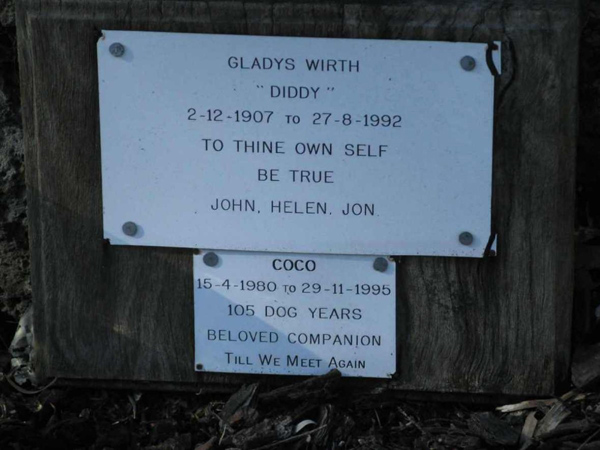 GLADYS WIRTH
"DIDDY"
2-12-1907 TO 27-8-1992
TO THINE OWN SELF
BE TRUE
JOHN, HELEN, JON
COCO
15-4-1980 TO 29-11-1995
105 DOG YEARS
BELOVED COMPANION
TILL WE MEET AGAIN